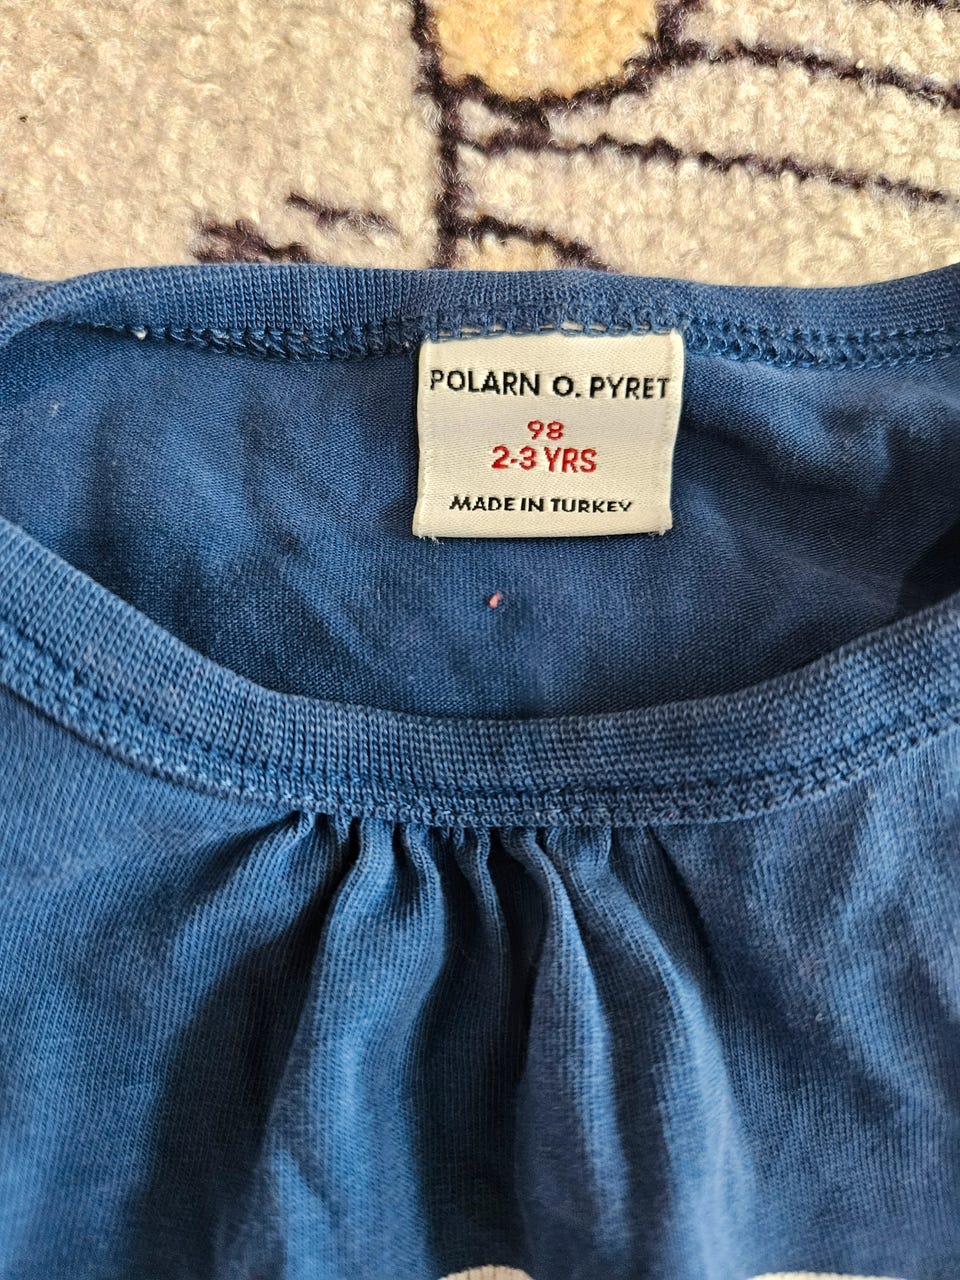 POLARN O. PYRET
98
2-3 YRS
MADE IN TURKEY